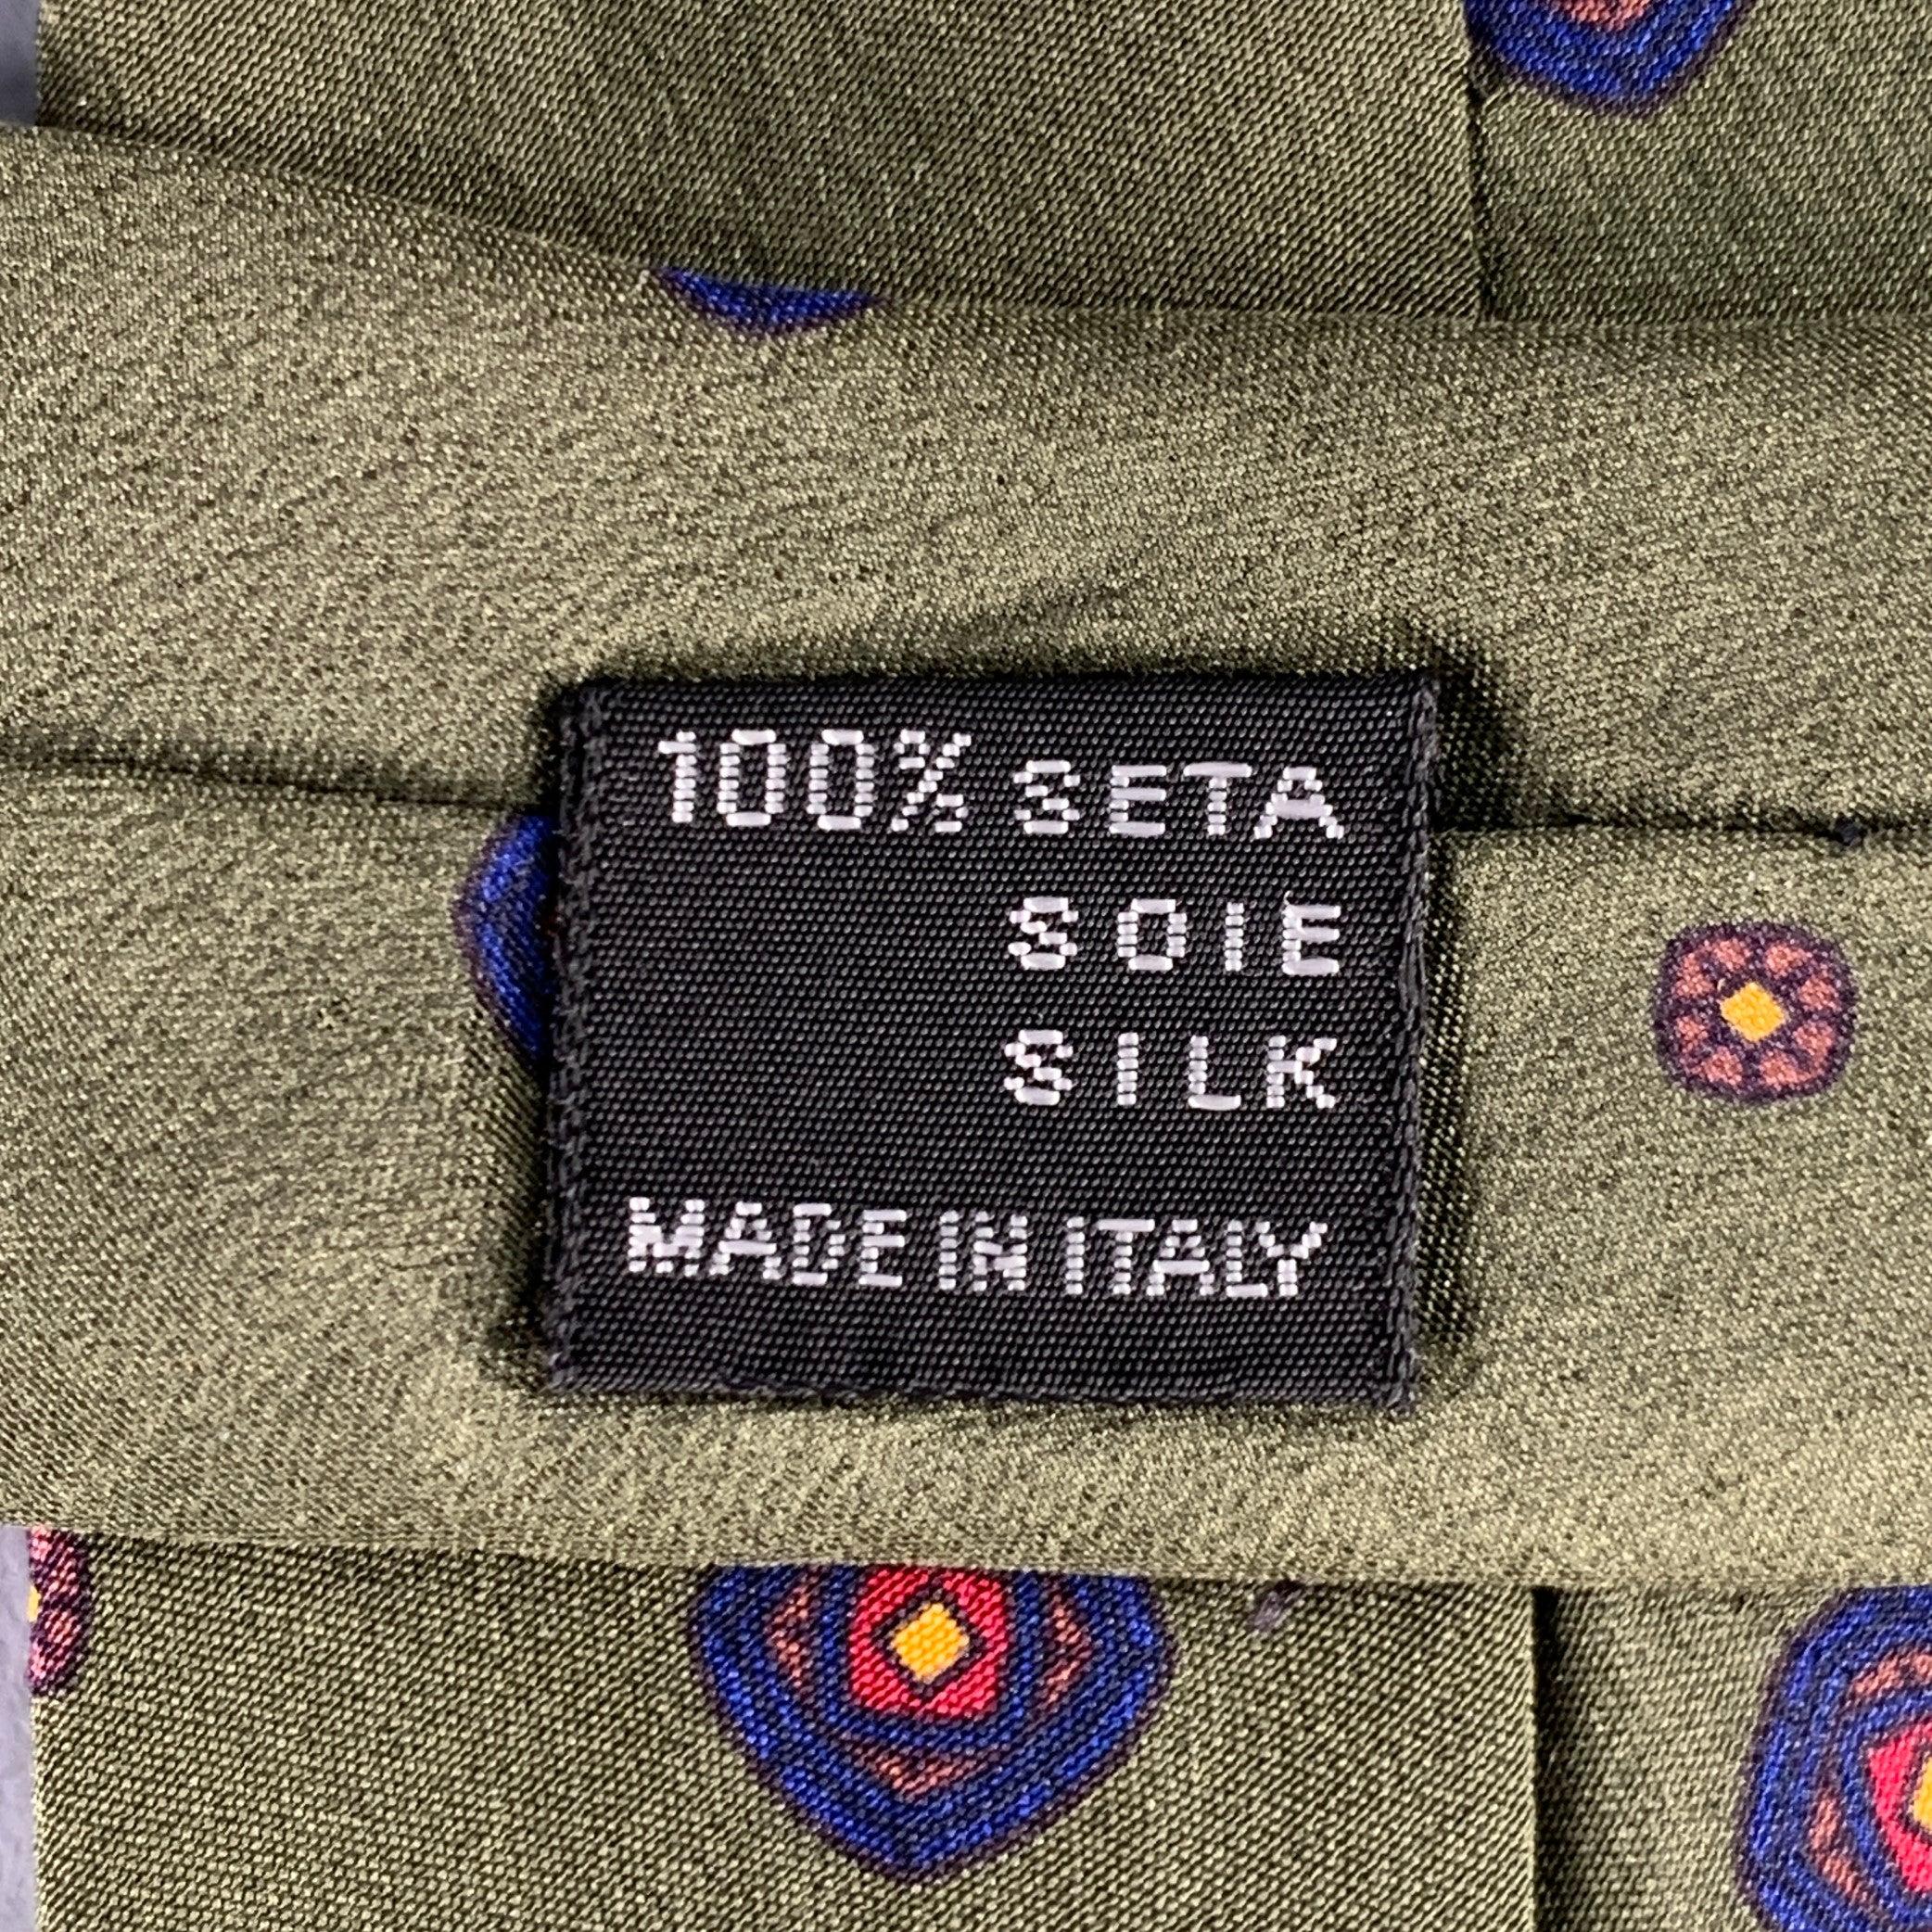 100% SETA
SOIE
SILK
MADE IN ITALY